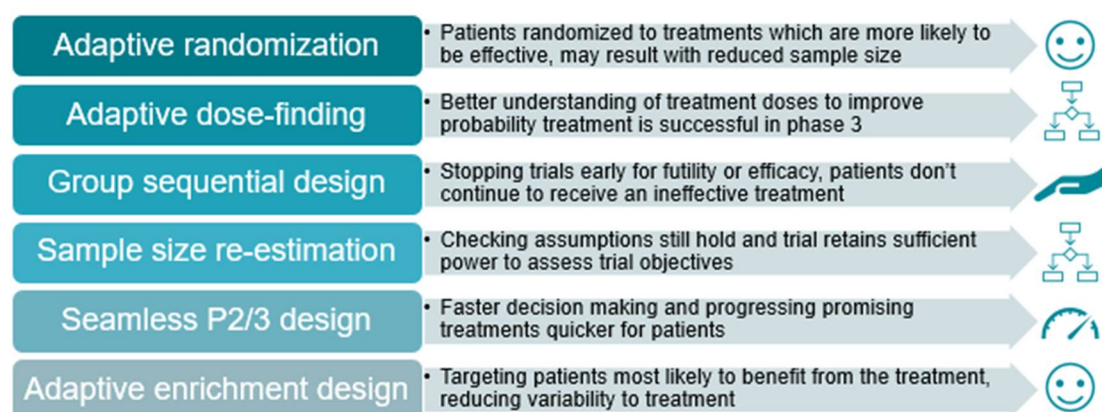 Adaptive randomization
• Patients randomized to treatments which are more likely to
be effective, may result with reduced sample size
Adaptive dose-finding
• Better understanding of treatment doses to improve
probability treatment is successful in phase 3
Group sequential design
• Stopping trials early for futility or efficacy, patients don't
continue to receive an ineffective treatment
Sample size re-estimation
• Checking assumptions still hold and trial retains sufficient
power to assess trial objectives
Seamless P2/3 design
• Faster decision making and progressing promising
treatments quicker for patients
Adaptive enrichment design
• Targeting patients most likely to benefit from the treatment,
reducing variability to treatment